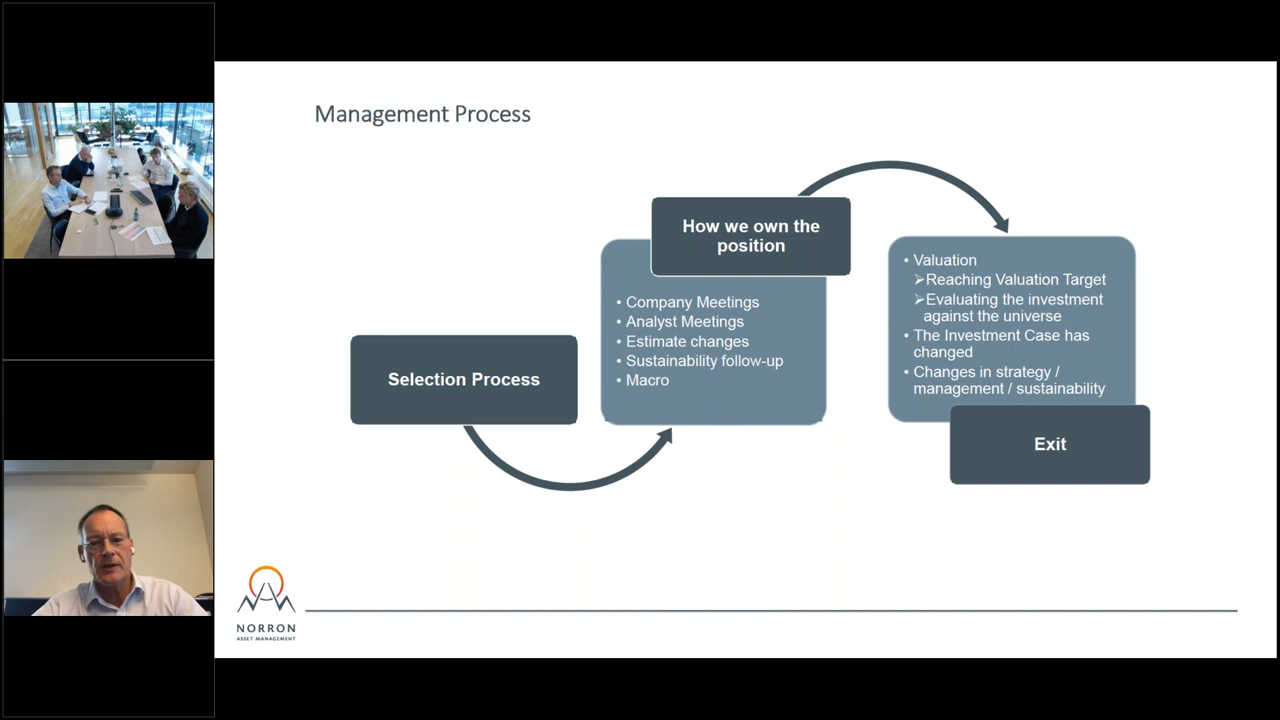 Management Process
Selection Process
How we own the
position
• Company Meetings
• Analyst Meetings
• Estimate changes
• Sustainability follow-up
• Macro
• Valuation
➢Reaching Valuation Target
➢Evaluating the investment
against the universe
• The Investment Case has
changed
• Changes in strategy /
management / sustainability
Exit
NORRON
ASSET MANAGEMENT